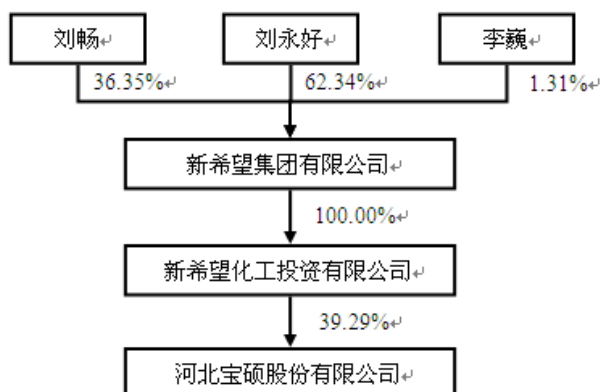 刘畅 刘永好 李巍
36.35% 62.34% 1.31%
新希望集团有限公司
100.00%
新希望化工投资有限公司
39.29%
河北宝硕股份有限公司